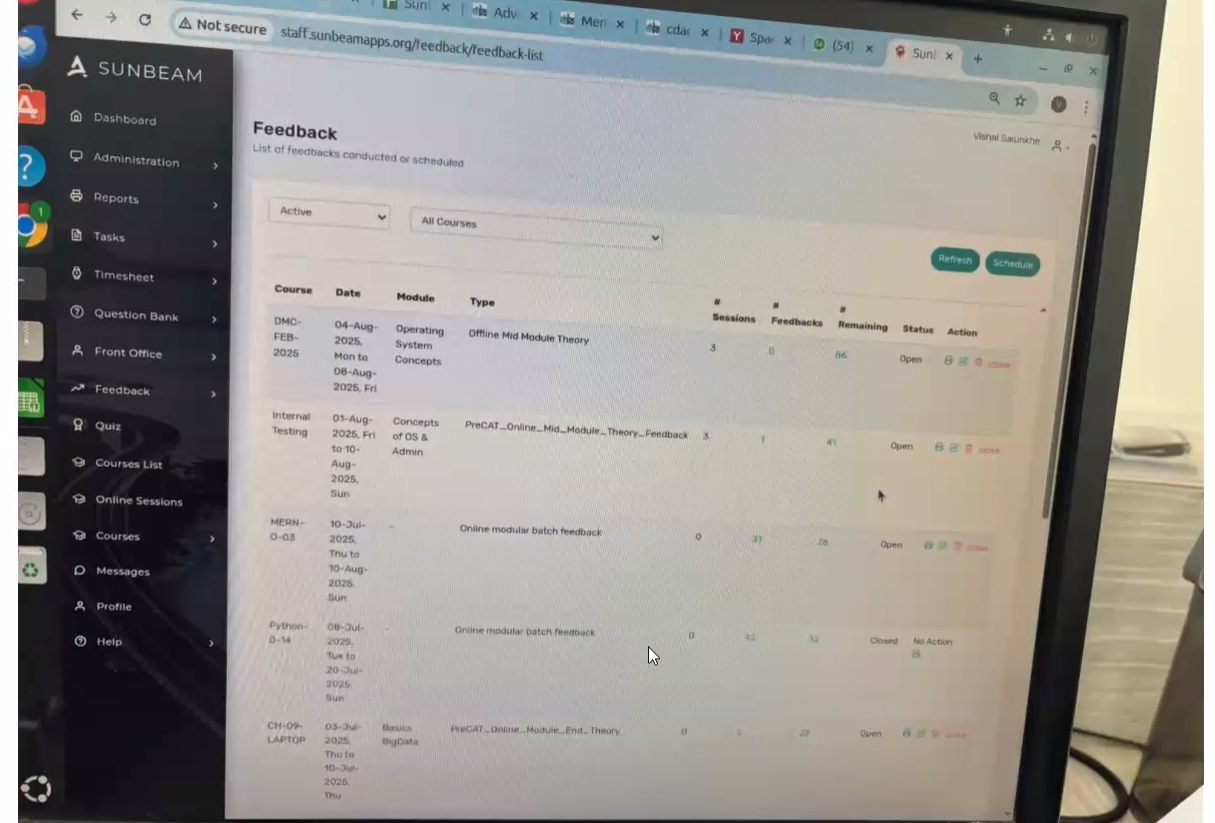 Suni
Adv
Mer
cdac
Spar
(54)
Sunl
Not secure
staff.sunbeamapps.org/feedback/feedback-list
SUNBEAM
Dashboard
Administration
Reports
Tasks
Timesheet
Question Bank
Front Office
Feedback
Quiz
Courses List
Online Sessions
Courses
Messages
Profile
Help
Vishal Salunkhe
Feedback
List of feedbacks conducted or scheduled
Active
All Courses
Refresh
Schedule
Course Date Module Type # Sessions # Feedbacks # Remaining Status Action
DMC-
FEB-
2025
04-Aug-
2025,
Mon to
08-Aug-
2025, Fri
Operating
System
Concepts
Offline Mid Module Theory
3 0 86 Open close
Internal
Testing
01-Aug-
2025, Fri
to 10-
Aug-
2025,
Sun
Concepts
of OS &
Admin
PreCAT_Online_Mid_Module_Theory_Feedback
3 1 41 Open close
MERN-
O-03
10-Jul-
2025,
Thu to
10-Aug-
2025,
Sun
-
Online modular batch feedback
0 31 Open close
Python-
O-14
08-Jul-
2025,
Tue to
20-Jul-
2025,
Sun
-
Online modular batch feedback
0 42 Closed No Action
CH-09-
LAPTOP
03-Jul-
2025,
Thu to
10-Jul-
2025,
Thu
Basics
BigData
PreCAT_Online_Module_End_Theory
0 22 Open close